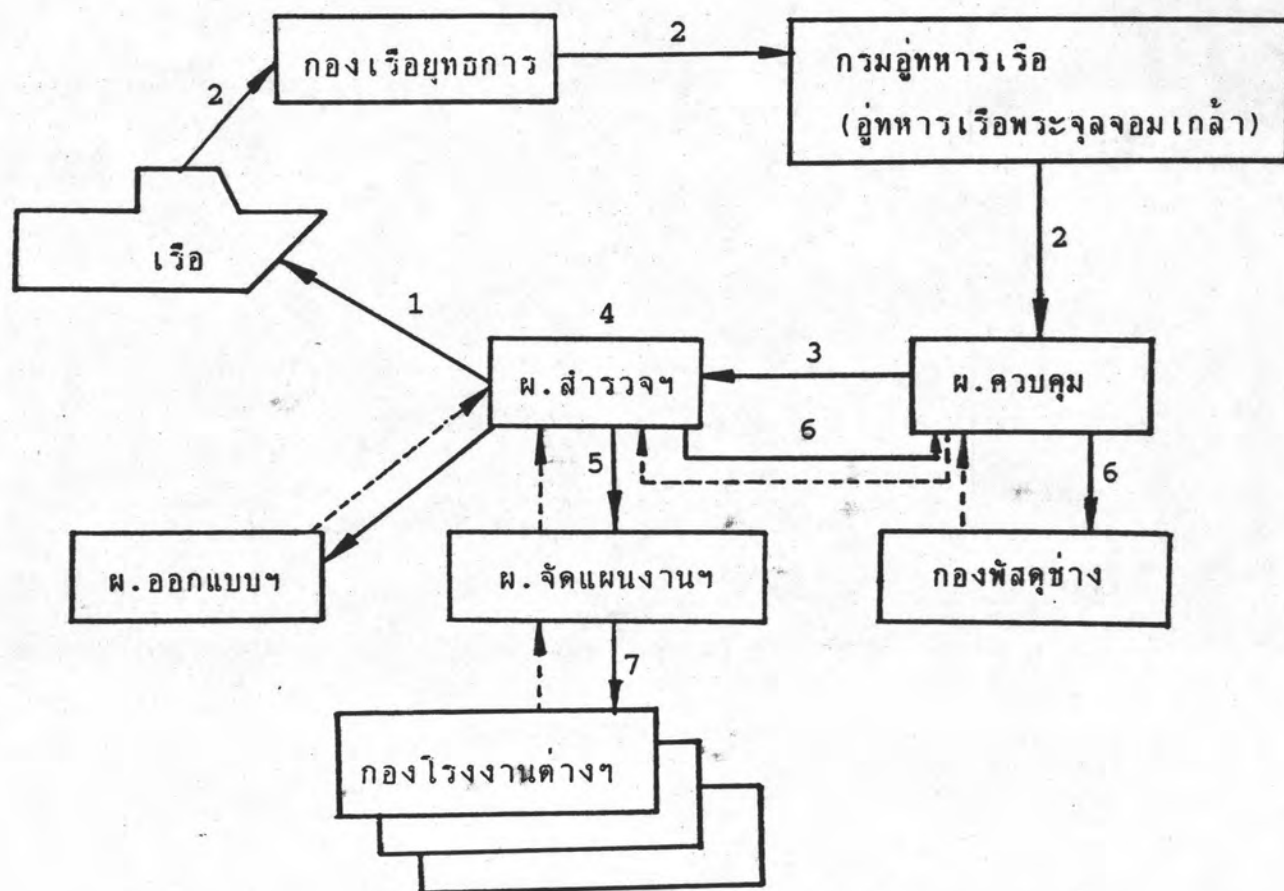 กองเรือยุทธการ
2
กรมอู่ทหารเรือ
(อู่ทหารเรือพระจุลจอมเกล้า)
2
2
เรือ
1
4
ผ.สำรวจฯ
3
ผ.ควบคุม
6
5
6
ผ.ออกแบบฯ
ผ.จัดแผนงานฯ
กองพัสดุช่าง
7
กองโรงงานต่างๆ